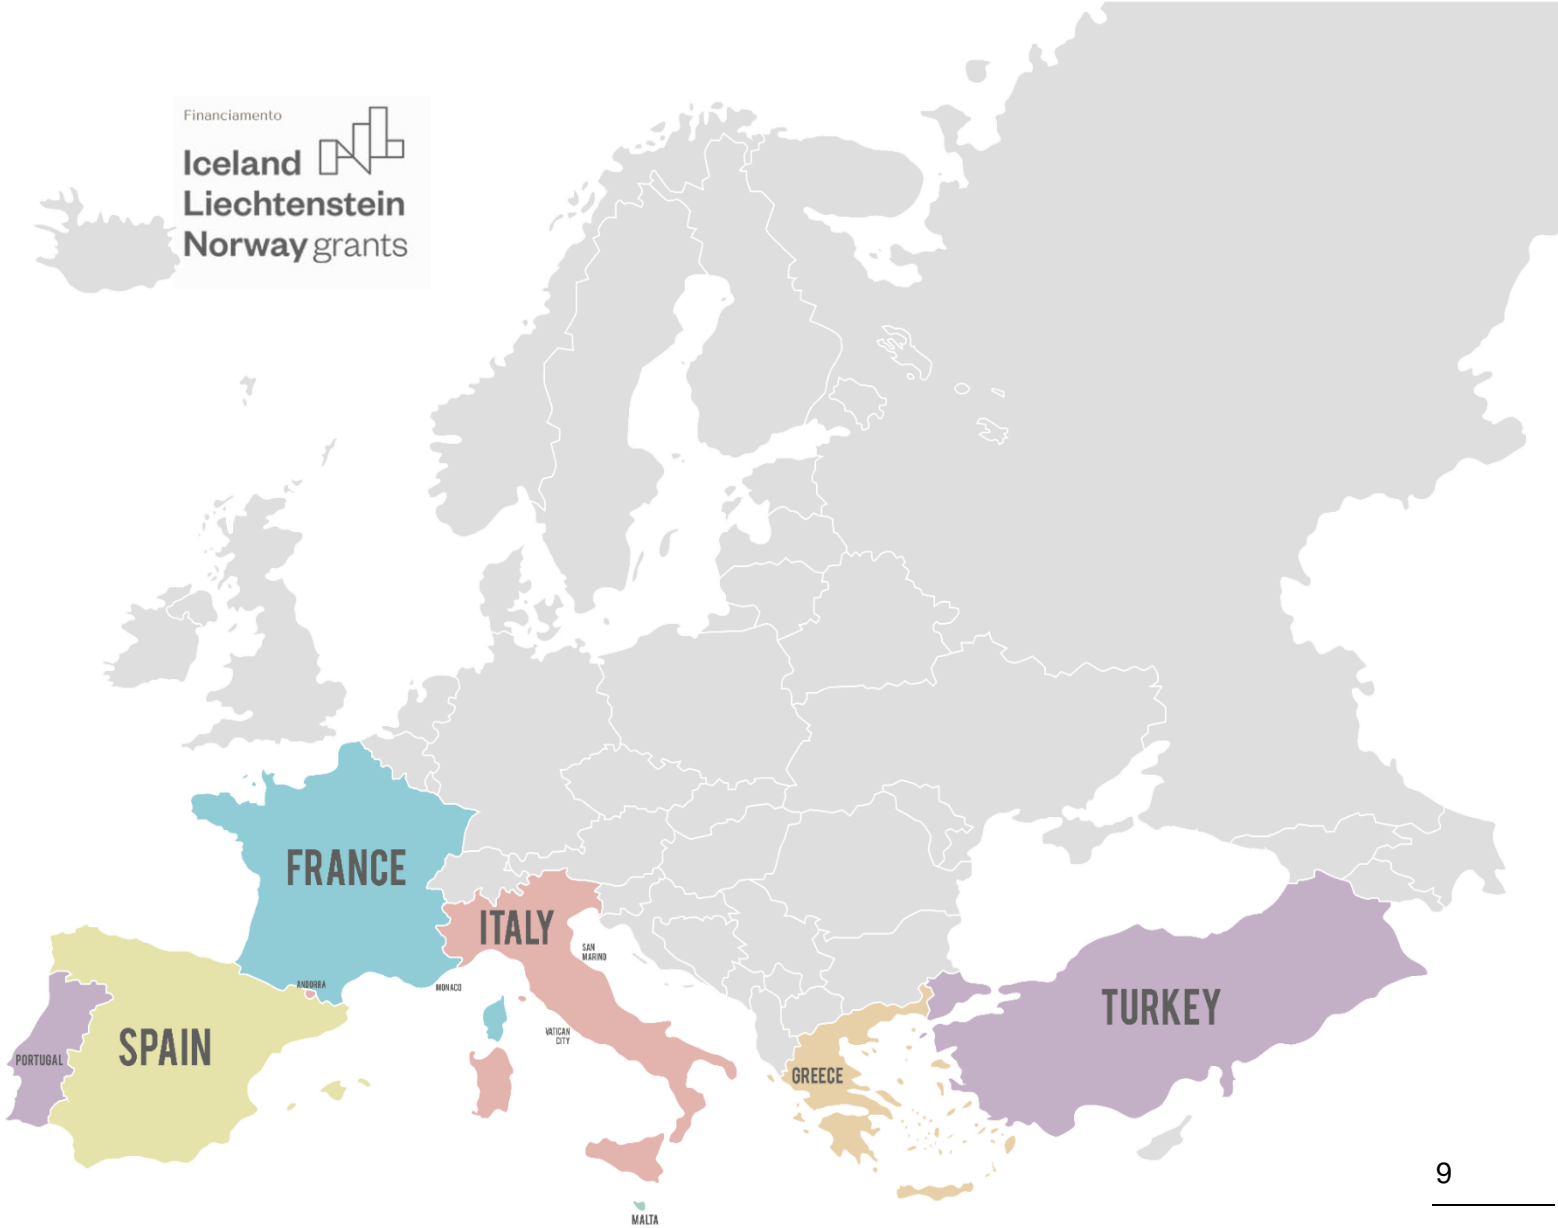 Financiamento
Iceland
Liechtenstein
Norway grants
FRANCE
ITALY
SAN
MARINO
ANDORRA
MONACO
SPAIN
PORTUGAL
VATICAN
CITY
TURKEY
GREECE
MALTA
9